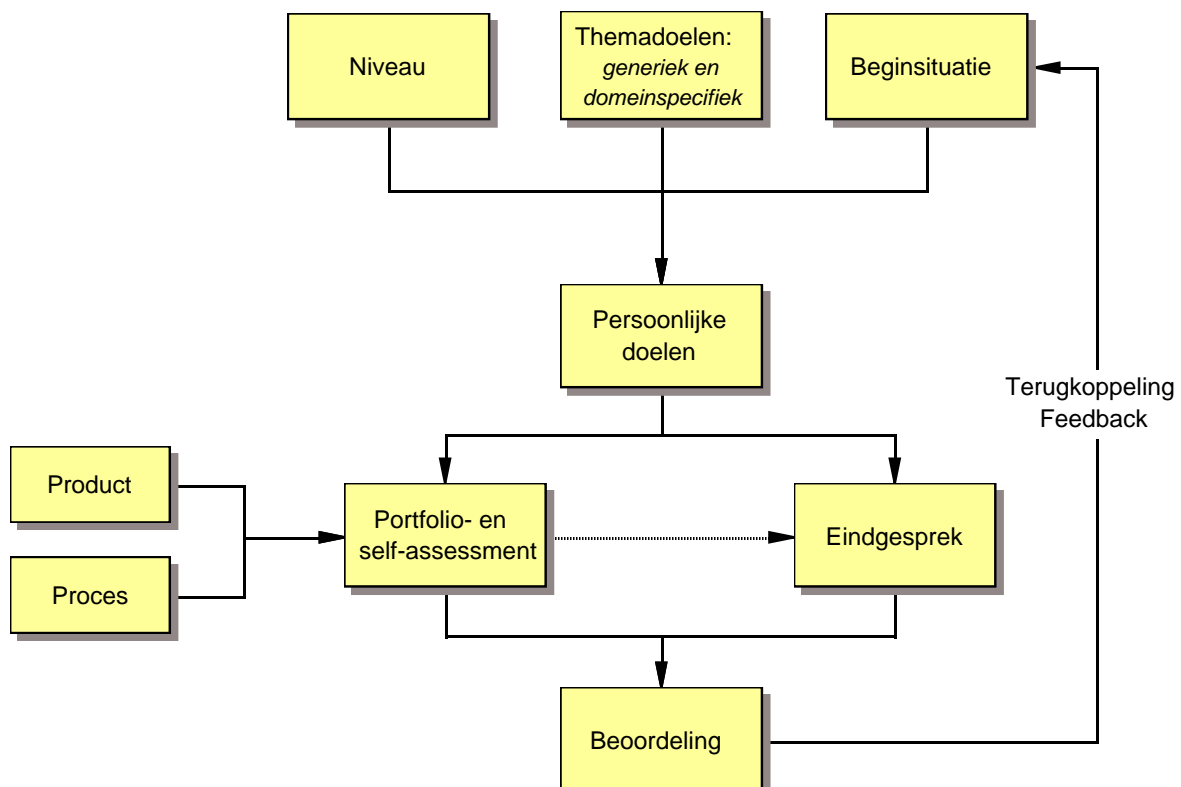 Niveau
Themadoelen:
generiek en
domeinspecifiek
Beginsituatie
Persoonlijke
doelen
Terugkoppeling
Feedback
Product
Proces
Portfolio- en
self-assessment
Eindgesprek
Beoordeling